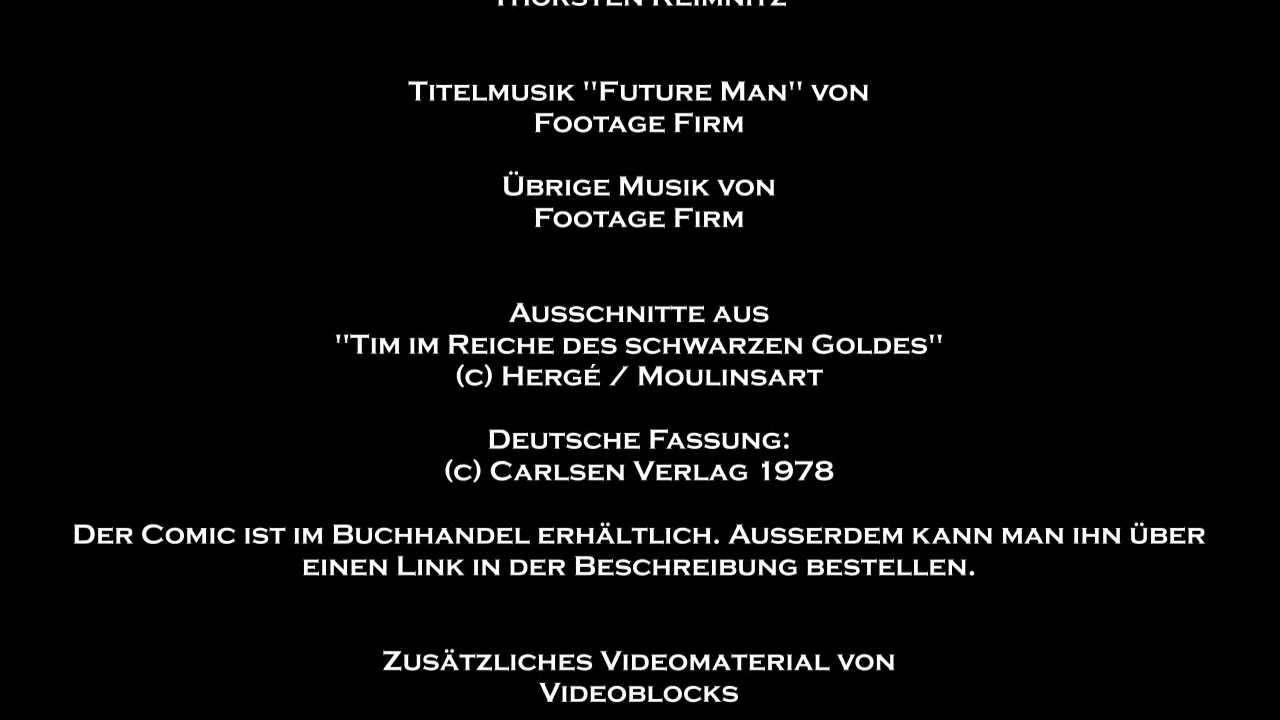 Thorsten Reimnitz
Titelmusik "Future Man" von
Footage Firm
Übrige Musik von
Footage Firm
Ausschnitte aus
"Tim im Reiche des schwarzen Goldes"
(c) Hergé / Moulinsart
Deutsche Fassung:
(c) Carlsen Verlag 1978
Der Comic ist im Buchhandel erhältlich. Ausserdem kann man ihn über
einen Link in der Beschreibung bestellen.
Zusätzliches Videomaterial von
Videoblocks